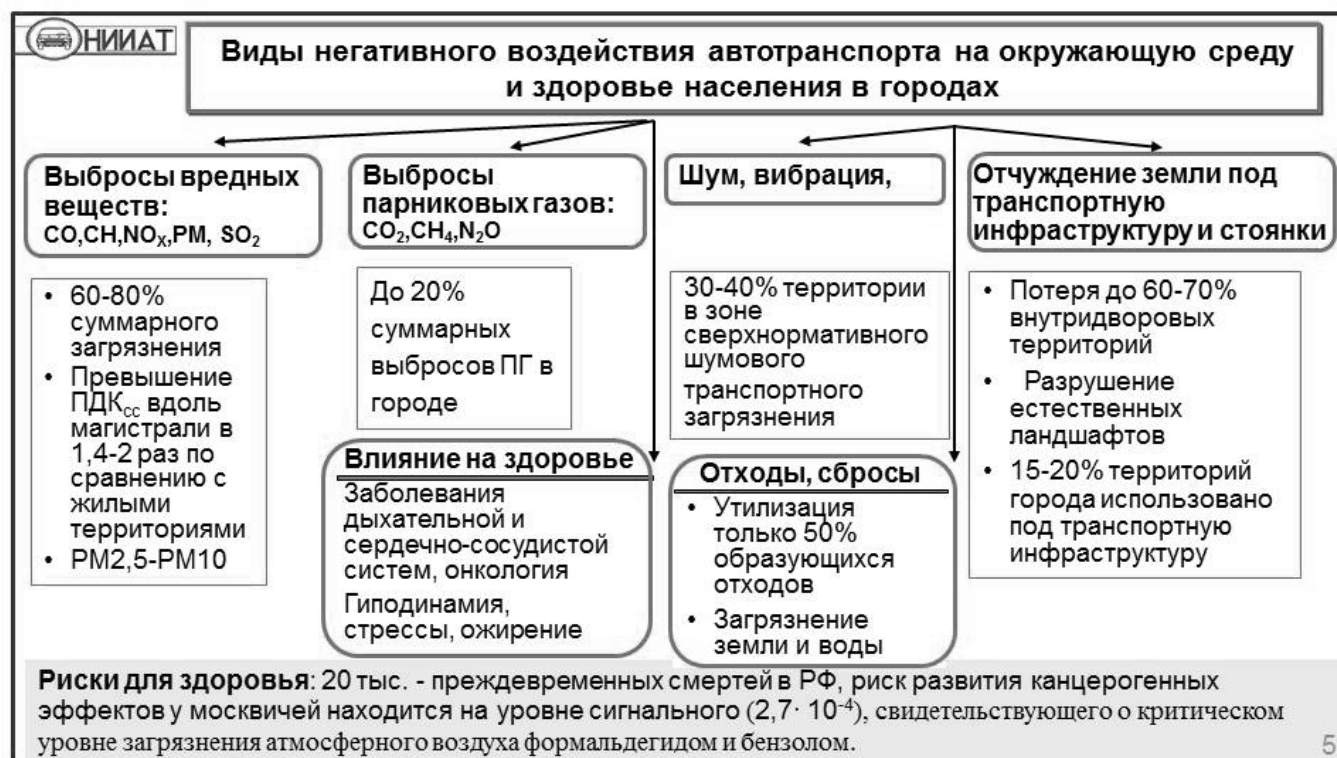 НИИАТ
Виды негативного воздействия автотранспорта на окружающую среду
и здоровье населения в городах
Выбросы вредных
веществ:
CO,CH,NOₓ,PM, SO₂
• 60-80%
суммарного
загрязнения
• Превышение
ПДКсс вдоль
магистрали в
1,4-2 раз по
сравнению с
жилыми
территориями
• PM2,5-PM10
Выбросы
парниковых газов:
CO₂,CH₄,N₂O
До 20%
суммарных
выбросов ПГ в
городе
Влияние на здоровье
Заболевания
дыхательной и
сердечно-сосудистой
систем, онкология
Гиподинамия,
стрессы, ожирение
Шум, вибрация,
30-40% территории
в зоне
сверхнормативного
шумового
транспортного
загрязнения
Отходы, сбросы
• Утилизация
только 50%
образующихся
отходов
• Загрязнение
земли и воды
Отчуждение земли под
транспортную
инфраструктуру и стоянки
• Потеря до 60-70%
внутридворовых
территорий
• Разрушение
естественных
ландшафтов
• 15-20% территорий
города использовано
под транспортную
инфраструктуру
Риски для здоровья: 20 тыс. - преждевременных смертей в РФ, риск развития канцерогенных
эффектов у москвичей находится на уровне сигнального (2,7· 10⁻⁴), свидетельствующего о критическом
уровне загрязнения атмосферного воздуха формальдегидом и бензолом.
5